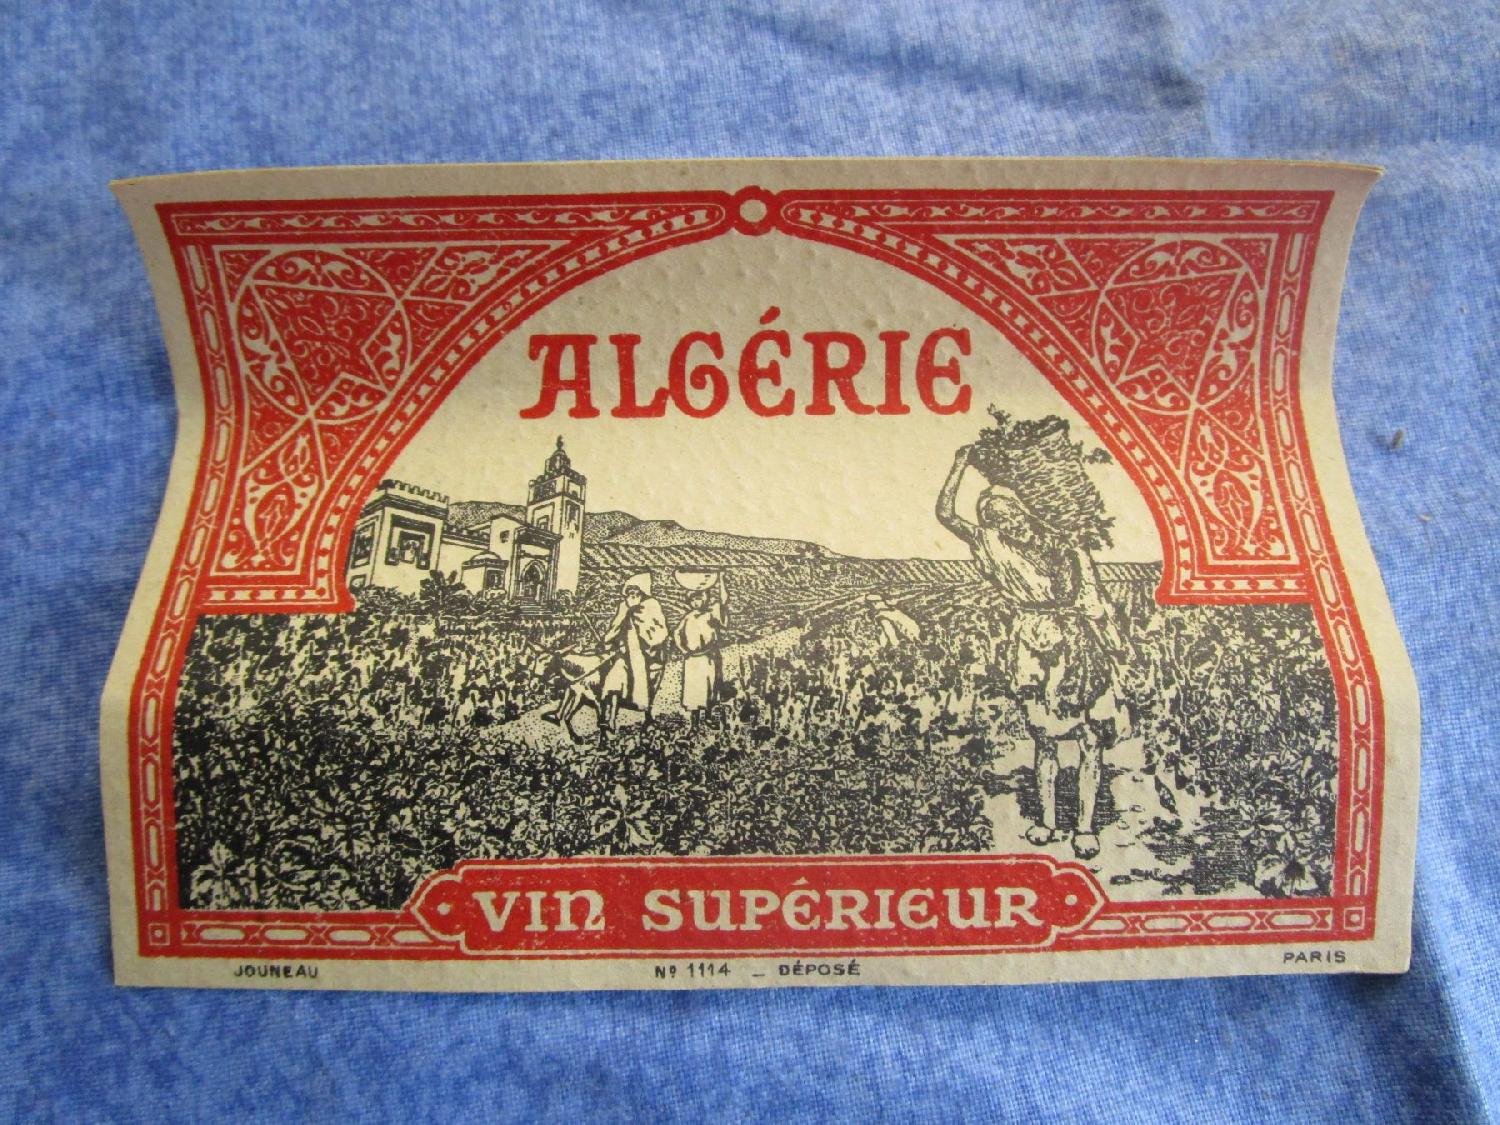 ALGÉRIE
VIN SUPÉRIEUR
JOUNEAU Nº 1114 _ DÉPOSÉ PARIS